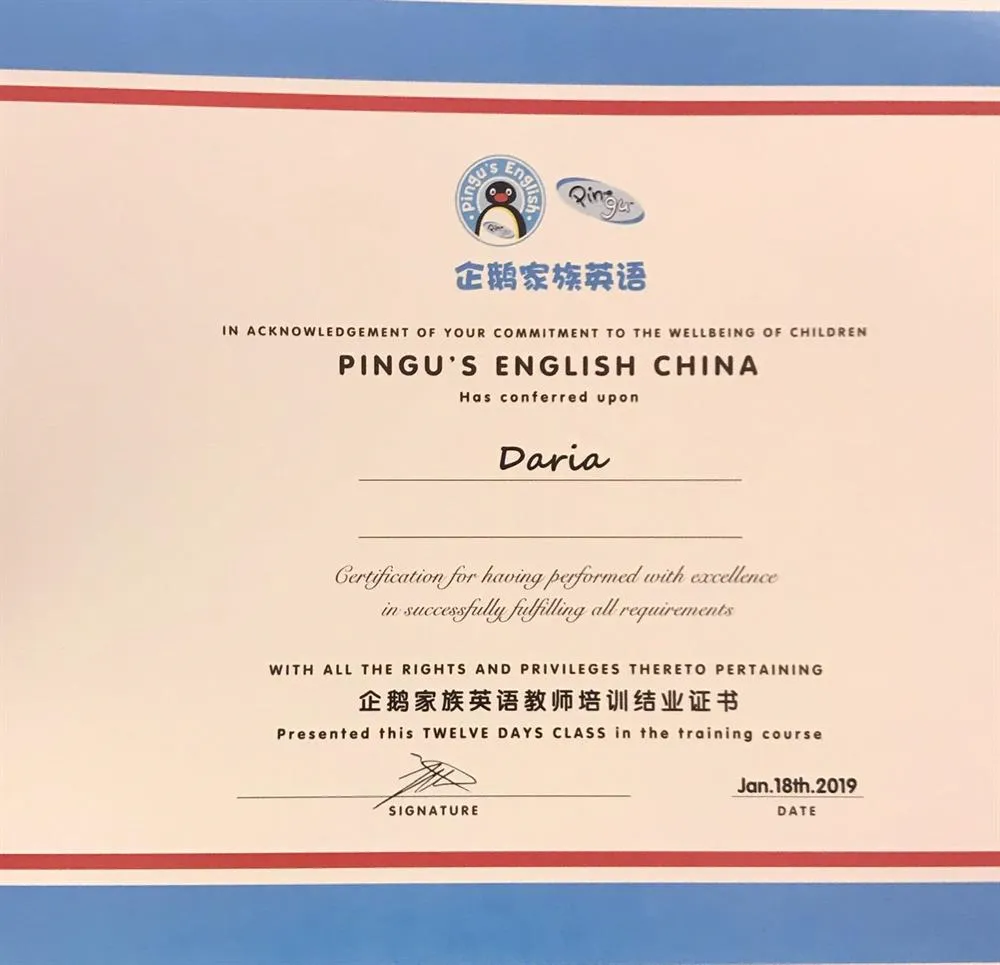 Pingu's English
Pingu
Pingu
企鹅家族英语
IN ACKNOWLEDGEMENT OF YOUR COMMITMENT TO THE WELLBEING OF CHILDREN
PINGU'S ENGLISH CHINA
Has conferred upon
Daria
Certification for having performed with excellence
in successfully fulfilling all requirements
WITH ALL THE RIGHTS AND PRIVILEGES THERETO PERTAINING
企鹅家族英语教师培训结业证书
Presented this TWELVE DAYS CLASS in the training course
Jan.18th.2019
SIGNATURE
DATE